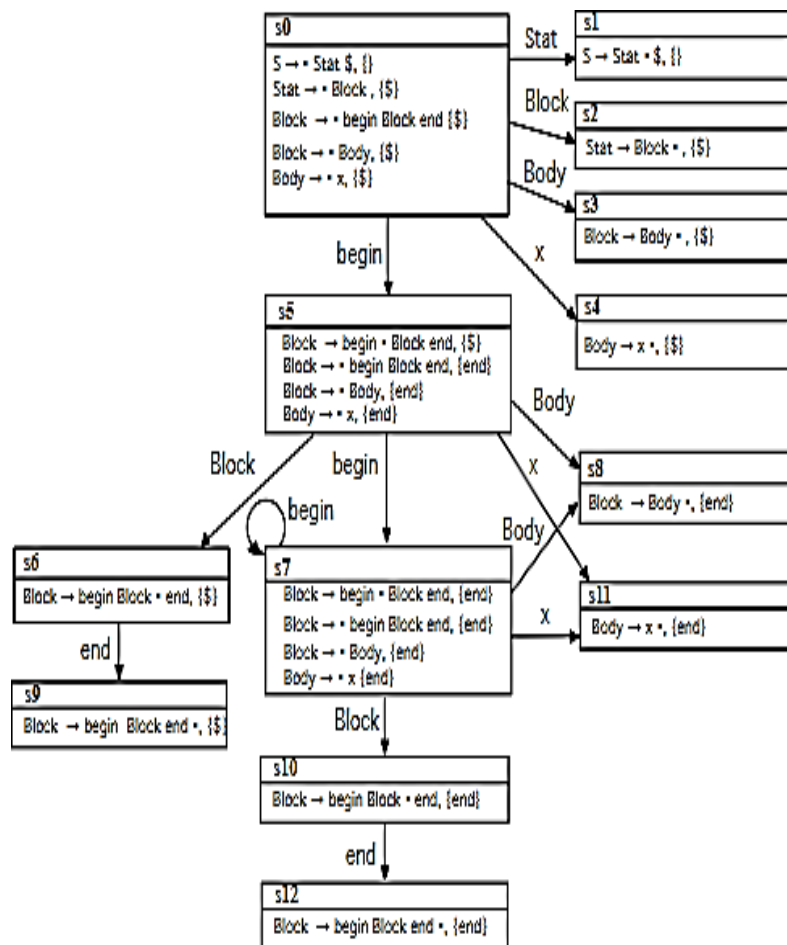 s0
S → • Stat $, {}
Stat → • Block , {$}
Block → • begin Block end {$}
Block → • Body, {$}
Body → • x, {$}
Stat
s1
S → Stat • $, {}
Block
s2
Stat → Block • , {$}
Body
s3
Block → Body • , {$}
x
s4
Body → x •, {$}
begin
s5
Block → begin • Block end, {$}
Block → • begin Block end, {end}
Block → • Body, {end}
Body → • x, {end}
Block
begin
x
Body
s8
Block → Body •, {end}
begin
Body
s6
Block → begin Block • end, {$}
s7
Block → begin • Block end, {end}
Block → • begin Block end, {end}
Block → • Body, {end}
Body → • x {end}
x
s11
Body → x •, {end}
end
s9
Block → begin Block end •, {$}
Block
s10
Block → begin Block • end, {end}
end
s12
Block → begin Block end •, {end}